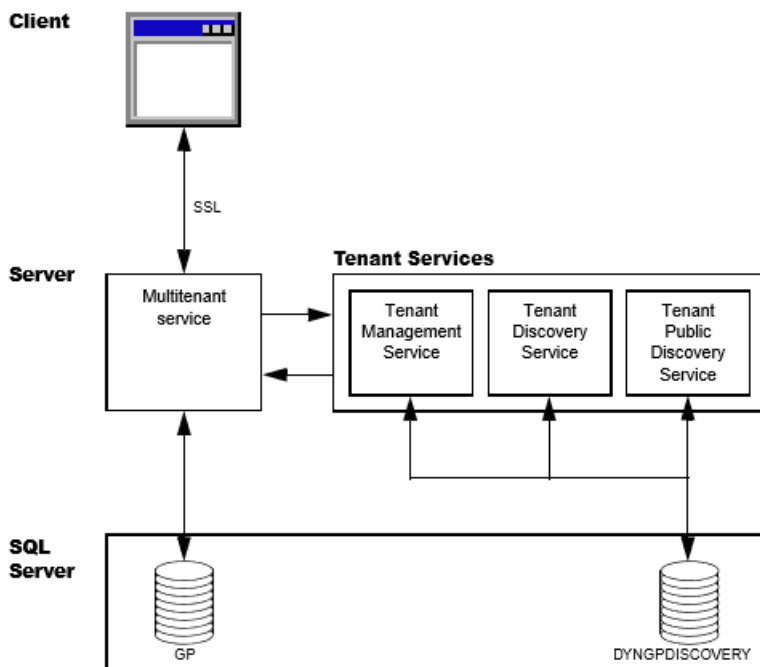 Client
SSL
Server
Tenant Services
Multitenant
service
Tenant
Management
Service
Tenant
Discovery
Service
Tenant
Public
Discovery
Service
SQL
Server
GP
DYNGPDISCOVERY